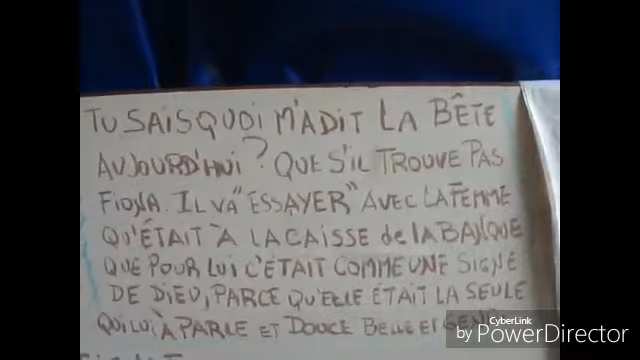 TU SAIS QUOI M'A DIT LA BÊTE
AUJOURD'HUI? QUE S'IL TROUVE PAS
FIONA. IL VA "ESSAYER" AVEC LA FEMME
QU'ÉTAIT À LA CAISSE de LA BANQUE
QUE POUR LUI C'ÉTAIT COMME UNE SIGNE
DE DIEU, PARCE QU'ELLE ÉTAIT LA SEULE
QUI LUI À PARLE ET DOUCE BELLE ET
CyberLink
by PowerDirector